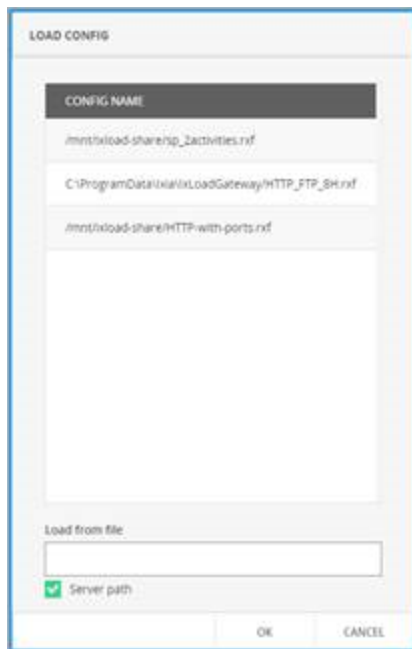 LOAD CONFIG
CONFIG NAME
/mnt/ixload-share/sp_2activities.rxf
C:\ProgramData\Ixia\IxLoadGateway/HTTP_FTP_8H.rxf
/mnt/ixload-share/HTTP-with-ports.rxf
Load from file
Server path
OK CANCEL